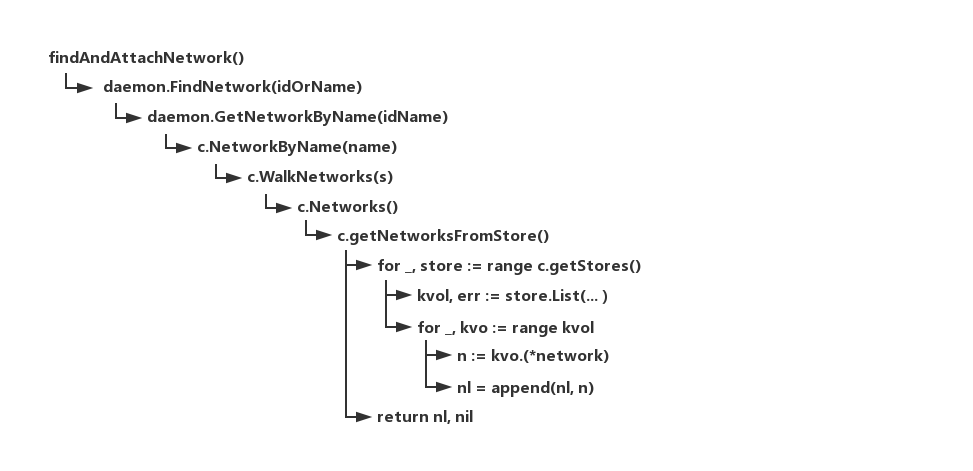 findAndAttachNetwork()
daemon.FindNetwork(idOrName)
daemon.GetNetworkByName(idName)
c.NetworkByName(name)
c.WalkNetworks(s)
c.Networks()
c.getNetworksFromStore()
for _, store := range c.getStores()
kvol, err := store.List(... )
for _, kvo := range kvol
n := kvo.(*network)
nl = append(nl, n)
return nl, nil